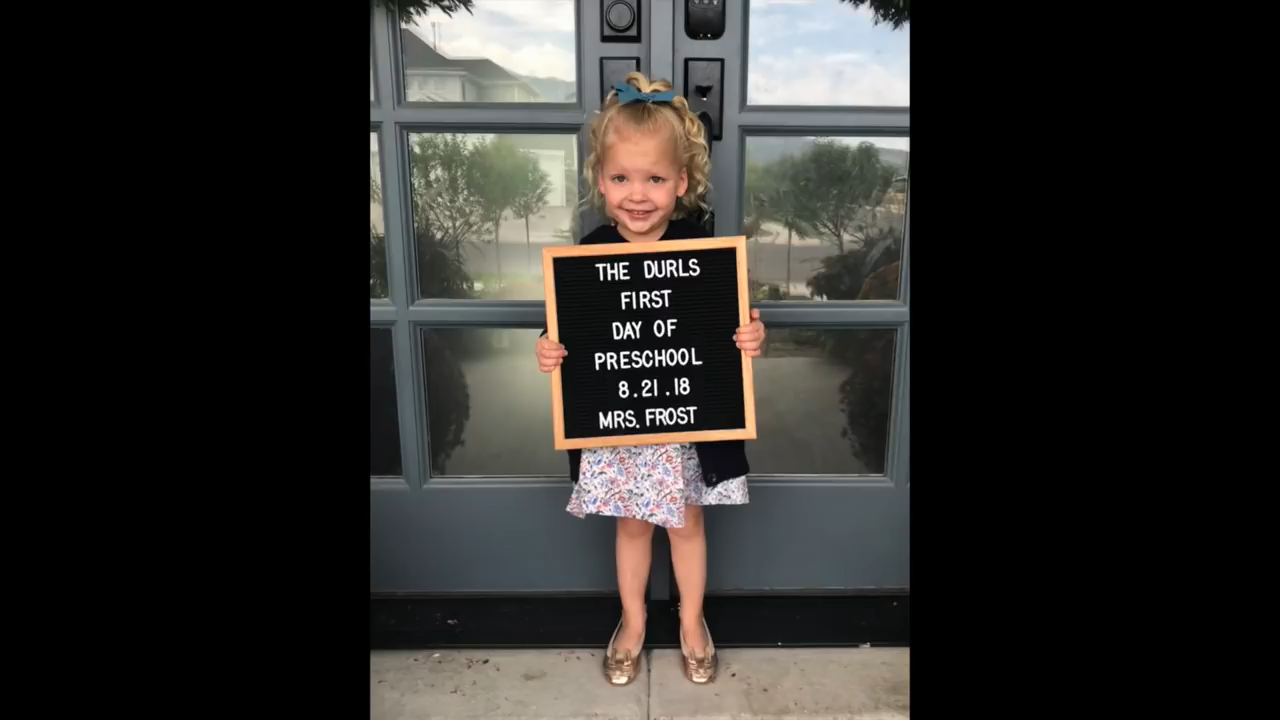 THE DURLS
FIRST
DAY OF
PRESCHOOL
8.21.18
MRS. FROST